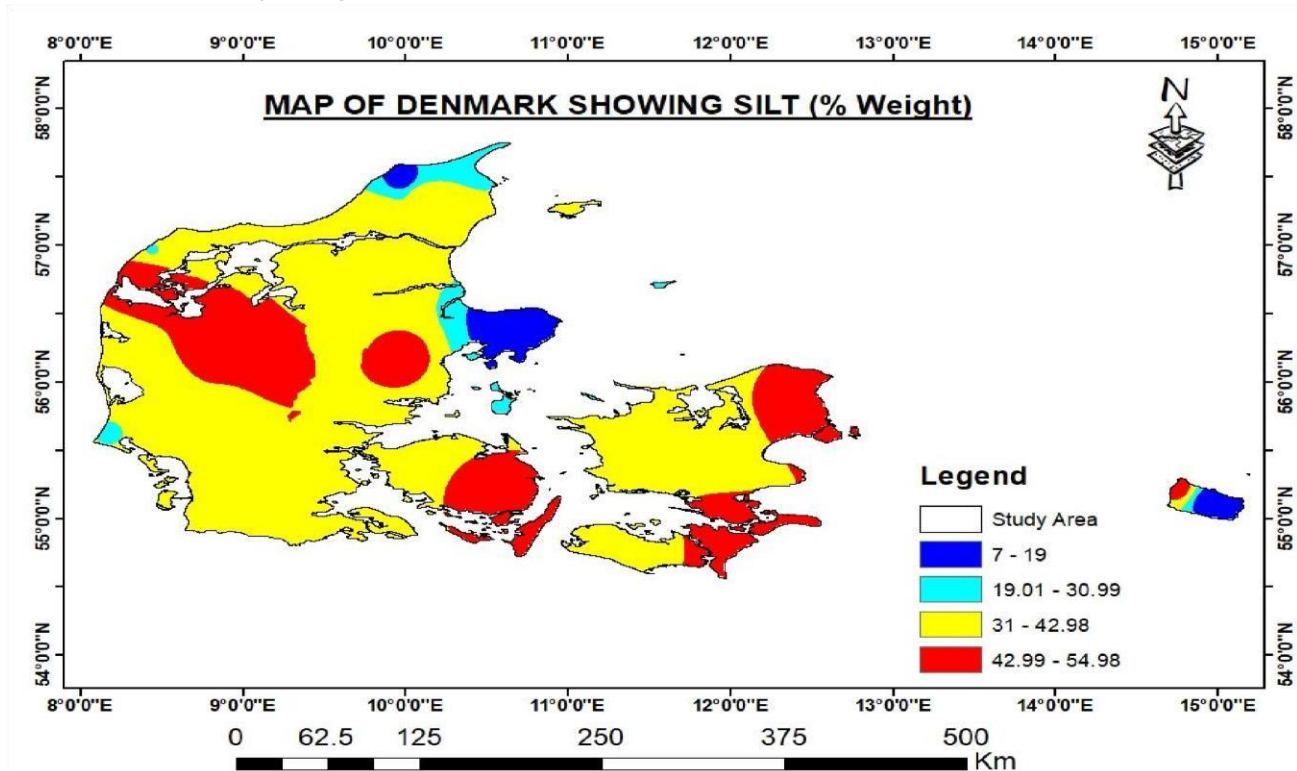 8°0'0"E 9°0'0"E 10°0'0"E 11°0'0"E 12°0'0"E 13°0'0"E 14°0'0"E 15°0'0"E
MAP OF DENMARK SHOWING SILT (% Weight)
N
58°0'0"N 58°0'0"N
57°0'0"N 57°0'0"N
56°0'0"N 56°0'0"N
55°0'0"N 55°0'0"N
54°0'0"N 54°0'0"N
Legend
Study Area
7 - 19
19.01 - 30.99
31 - 42.98
42.99 - 54.98
8°0'0"E 9°0'0"E 10°0'0"E 11°0'0"E 12°0'0"E 13°0'0"E 14°0'0"E 15°0'0"E
0 62.5 125 250 375 500
Km